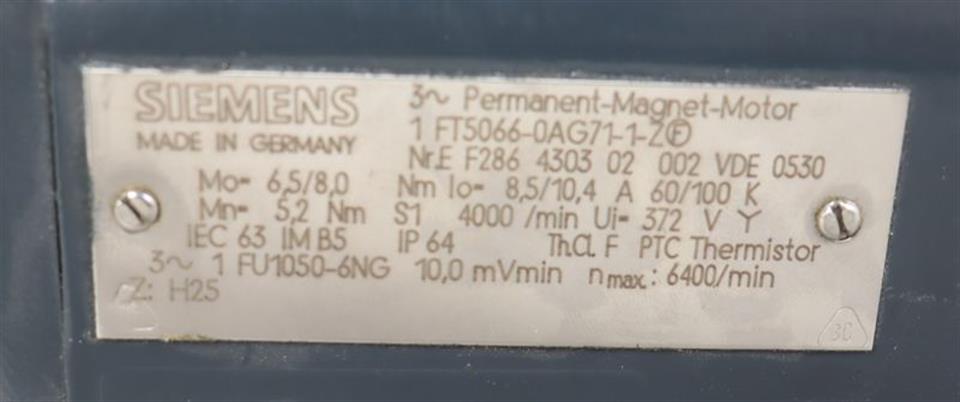 SIEMENS
MADE IN GERMANY
3~ Permanent-Magnet-Motor
1 FT5066-0AG71-1-Z Ⓕ
Nr.E F286 4303 02 002 VDE 0530
Mo= 6,5/8,0 Nm Io= 8,5/10,4 A 60/100 K
Mn= 5,2 Nm S1 4000 /min Ui= 372 V Y
IEC 63 IM B5 IP 64 Th.Cl. F PTC Thermistor
3~ 1 FU1050-6NG 10,0 mVmin nmax.: 6400/min
Z: H25